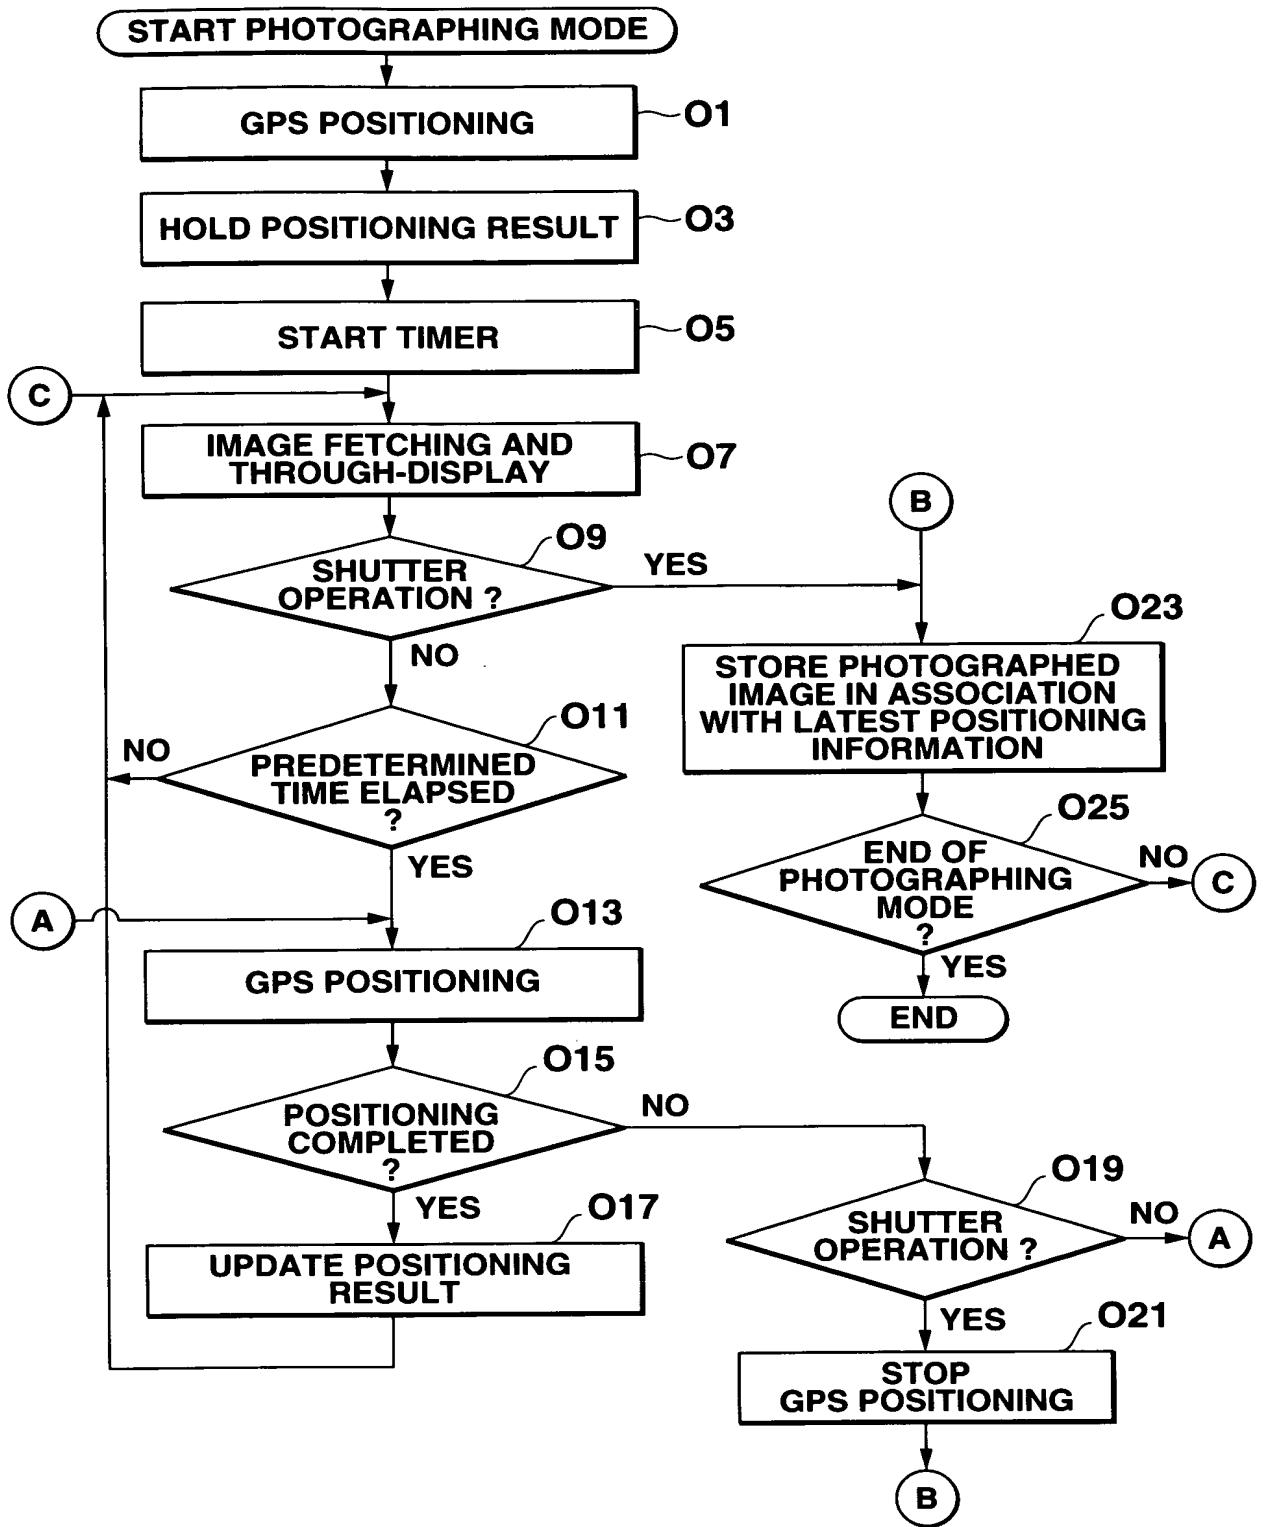 START PHOTOGRAPHING MODE
GPS POSITIONING
O1
HOLD POSITIONING RESULT
O3
START TIMER
O5
C
IMAGE FETCHING AND
THROUGH-DISPLAY
O7
SHUTTER
OPERATION ?
O9
YES
NO
PREDETERMINED
TIME ELAPSED
?
O11
NO
YES
A
GPS POSITIONING
O13
POSITIONING
COMPLETED
?
O15
NO
YES
UPDATE POSITIONING
RESULT
O17
B
STORE PHOTOGRAPHED
IMAGE IN ASSOCIATION
WITH LATEST POSITIONING
INFORMATION
O23
END OF
PHOTOGRAPHING
MODE
?
O25
NO
C
YES
END
SHUTTER
OPERATION ?
O19
NO
A
YES
STOP
GPS POSITIONING
O21
B